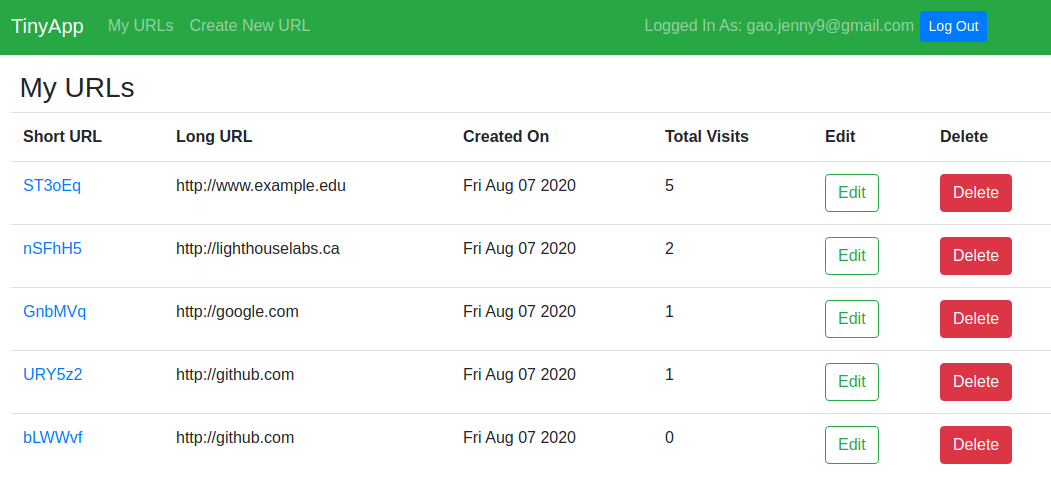 TinyApp My URLs Create New URL Logged In As: gao.jenny9@gmail.com Log Out
My URLs
Short URL Long URL Created On Total Visits Edit Delete
ST3oEq http://www.example.edu Fri Aug 07 2020 5 Edit Delete
nSFhH5 http://lighthouselabs.ca Fri Aug 07 2020 2 Edit Delete
GnbMVq http://google.com Fri Aug 07 2020 1 Edit Delete
URY5z2 http://github.com Fri Aug 07 2020 1 Edit Delete
bLWWvf http://github.com Fri Aug 07 2020 0 Edit Delete